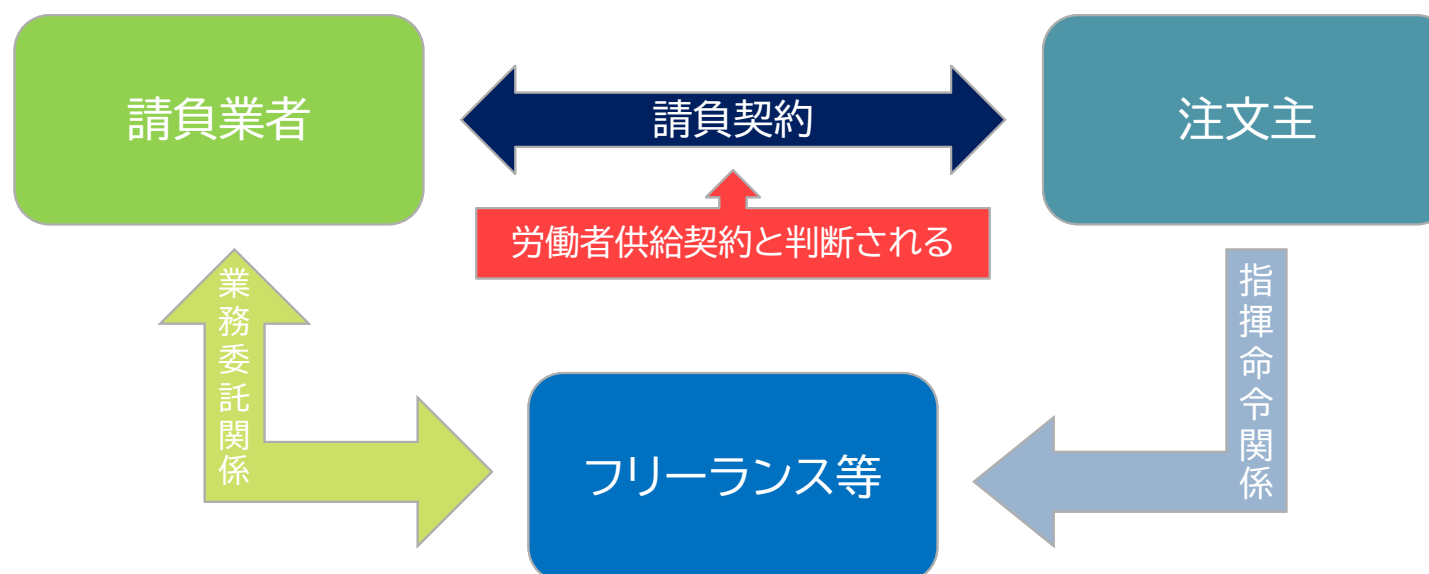 請負業者
請負契約
注文主
労働者供給契約と判断される
業務委託関係
指揮命令関係
フリーランス等